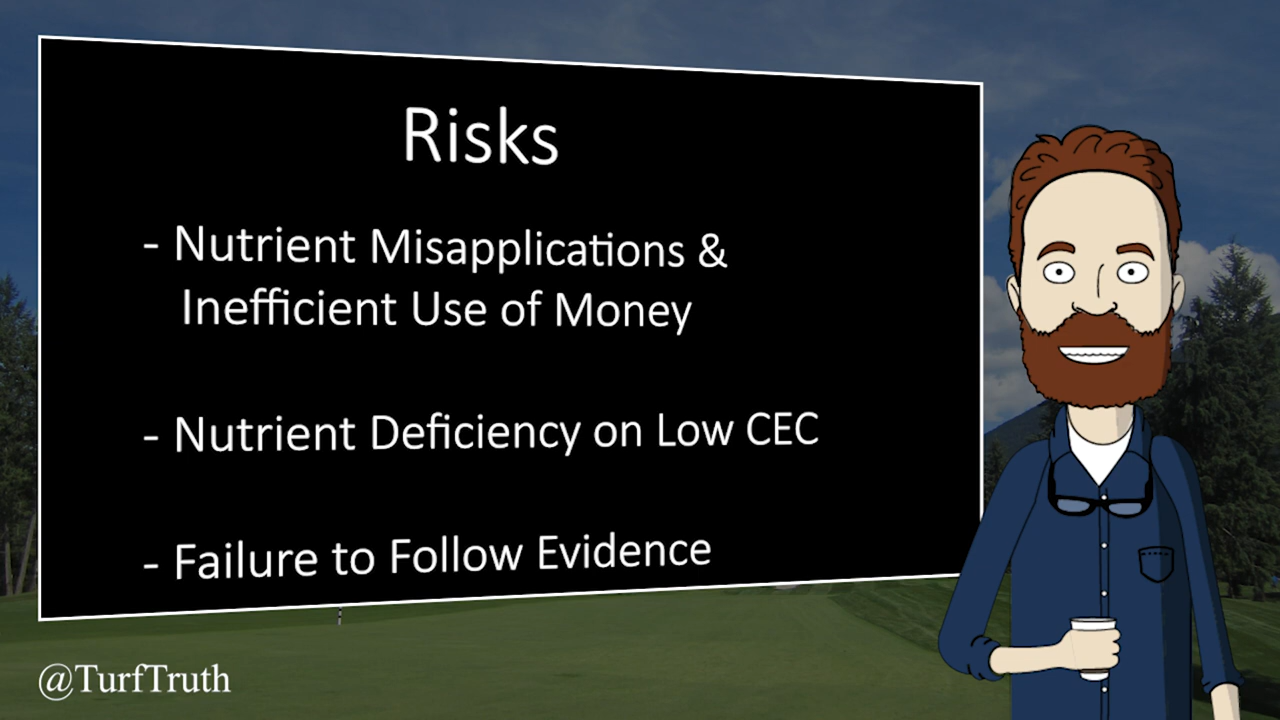 Risks
- Nutrient Misapplications &
Inefficient Use of Money
- Nutrient Deficiency on Low CEC
- Failure to Follow Evidence
@TurfTruth